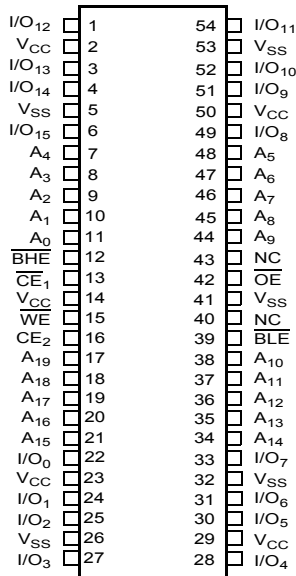 I/O12 1 54 I/O11
VCC 2 53 VSS
I/O13 3 52 I/O10
I/O14 4 51 I/O9
VSS 5 50 VCC
I/O15 6 49 I/O8
A4 7 48 A5
A3 8 47 A6
A2 9 46 A7
A1 10 45 A8
A0 11 44 A9
B̅H̅E̅ 12 43 NC
C̅E̅1 13 42 O̅E̅
VCC 14 41 VSS
W̅E̅ 15 40 NC
CE2 16 39 B̅L̅E̅
A19 17 38 A10
A18 18 37 A11
A17 19 36 A12
A16 20 35 A13
A15 21 34 A14
I/O0 22 33 I/O7
VCC 23 32 VSS
I/O1 24 31 I/O6
I/O2 25 30 I/O5
VSS 26 29 VCC
I/O3 27 28 I/O4